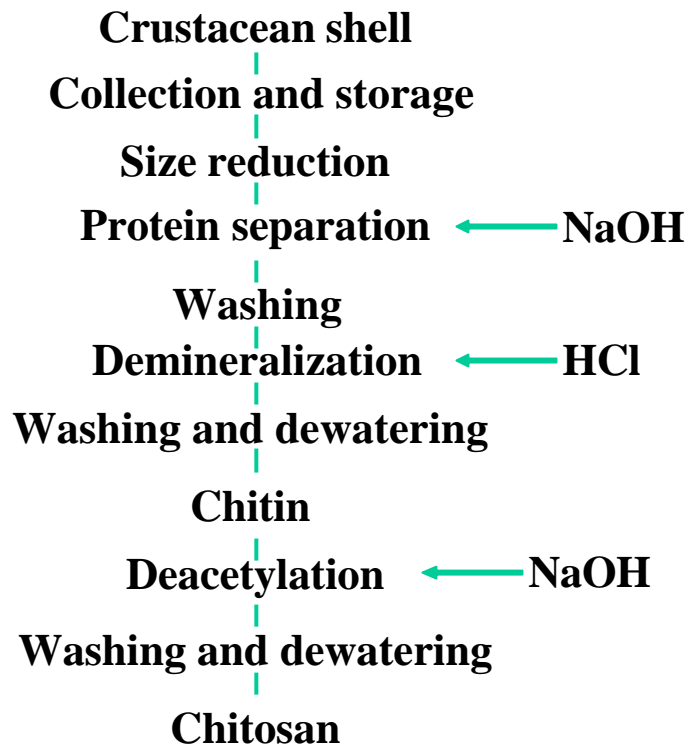 Crustacean shell
Collection and storage
Size reduction
Protein separation NaOH
Washing
Demineralization HCl
Washing and dewatering
Chitin
Deacetylation NaOH
Washing and dewatering
Chitosan